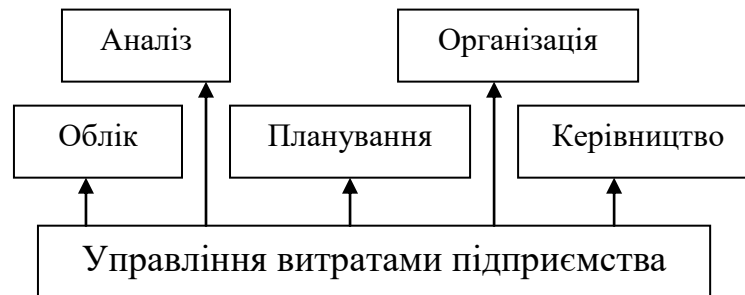 Аналіз
Організація
Облік
Планування
Керівництво
Управління витратами підприємства